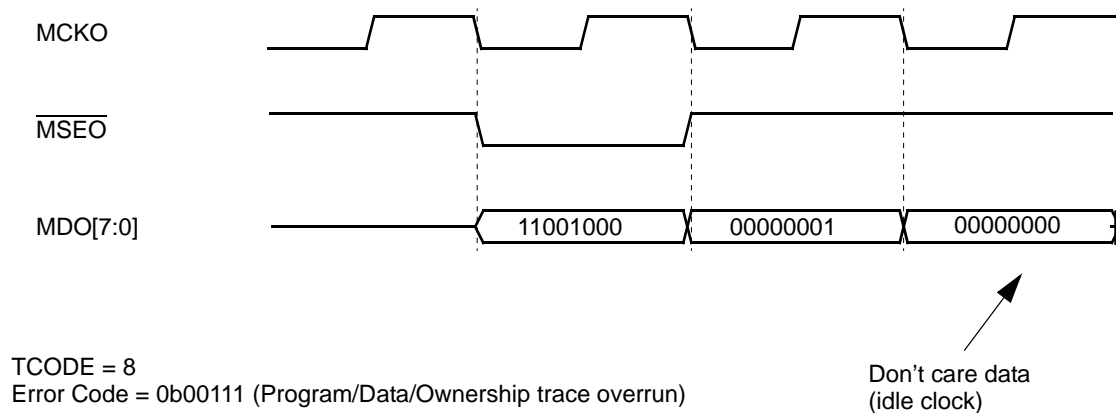 MCKO
MSEO
MDO[7:0]
11001000
00000001
00000000
TCODE = 8
Error Code = 0b00111 (Program/Data/Ownership trace overrun)
Don’t care data
(idle clock)